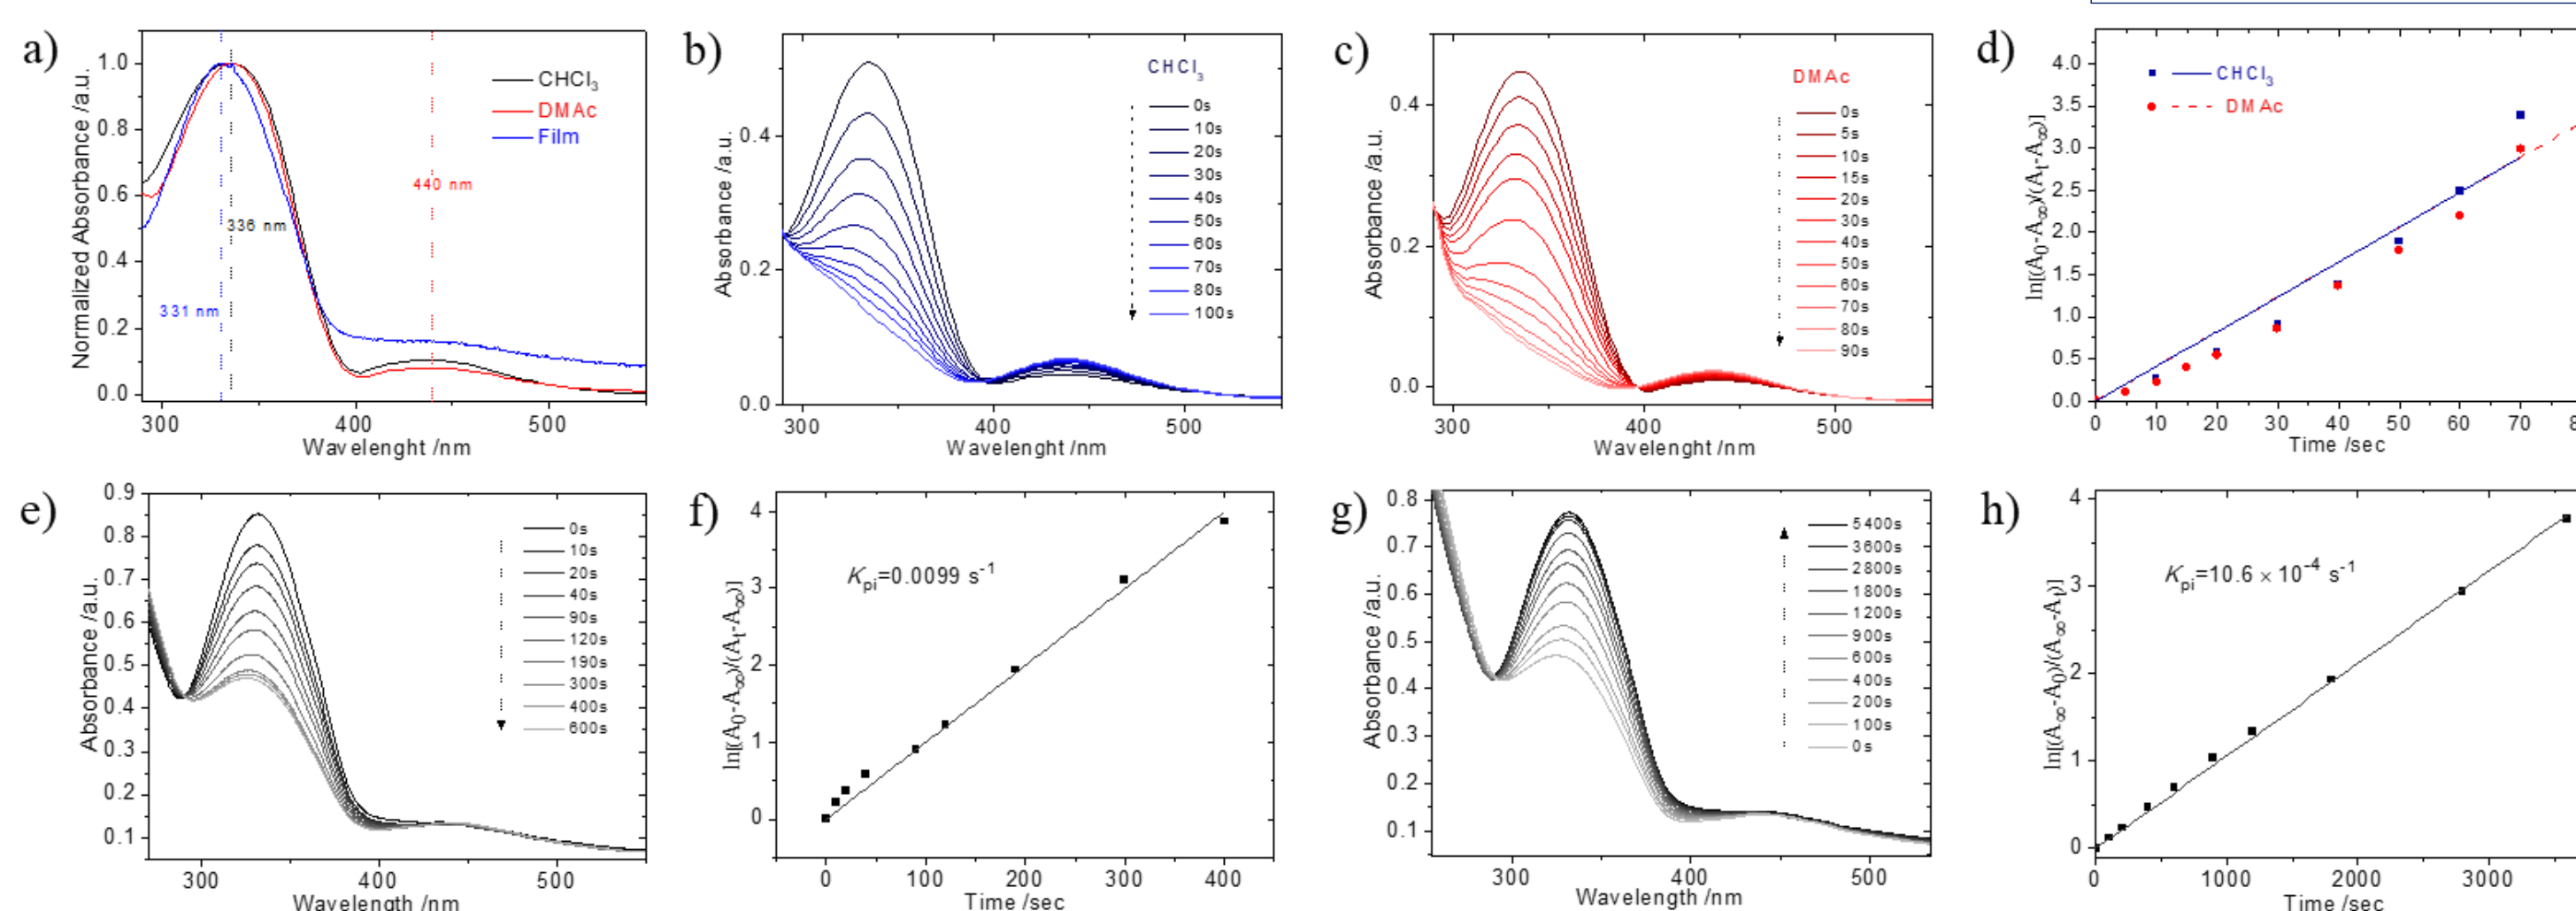 a)
Normalized Absorbance /a.u.
1.0
0.8
0.6
0.4
0.2
0.0
CHCl₃
DMAc
Film
440 nm
336 nm
331 nm
300
400
500
Wavelenght /nm
b)
Absorbance /a.u.
0.4
0.2
0.0
CHCl₃
0s
10s
20s
30s
40s
50s
60s
70s
80s
100s
300
400
500
Wavelenght /nm
c)
Absorbance /a.u.
0.4
0.2
0.0
DMAc
0s
5s
10s
15s
20s
30s
40s
50s
60s
70s
80s
90s
300
400
500
Wavelenght /nm
d)
ln[(A₀-A∞)/(Aₜ-A∞)]
4.0
3.5
3.0
2.5
2.0
1.5
1.0
0.5
0.0
CHCl₃
DMAc
0 10 20 30 40 50 60 70
Time /sec
e)
Absorbance /a.u.
0.9
0.8
0.7
0.6
0.5
0.4
0.3
0.2
0.1
0s
10s
20s
40s
90s
120s
190s
300s
400s
600s
300
400
500
Wavelength /nm
f)
ln[(A₀-A∞)/(Aₜ-A∞)]
4
3
2
1
0
Kpi=0.0099 s⁻¹
0 100 200 300 400
Time /sec
g)
Absorbance /a.u.
0.8
0.7
0.6
0.5
0.4
0.3
0.2
0.1
5400s
3600s
2800s
1800s
1200s
900s
600s
400s
200s
100s
0s
300
400
500
Wavelength /nm
h)
ln[(A∞-A₀)/(A∞-Aₜ)]
4
3
2
1
0
Kpi=10.6 × 10⁻⁴ s⁻¹
0 1000 2000 3000
Time /sec